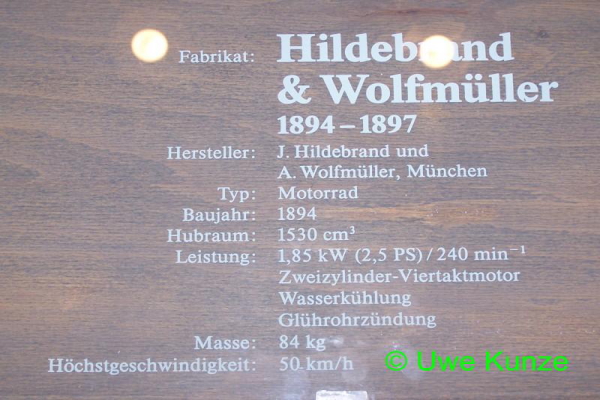 Fabrikat: Hildebrand
& Wolfmüller
1894 – 1897
Hersteller: J. Hildebrand und
A. Wolfmüller, München
Typ: Motorrad
Baujahr: 1894
Hubraum: 1530 cm³
Leistung: 1,85 kW (2,5 PS) / 240 min⁻¹
Zweizylinder-Viertaktmotor
Wasserkühlung
Glührohrzündung
Masse: 84 kg
Höchstgeschwindigkeit: 50 km/h
© Uwe Kunze